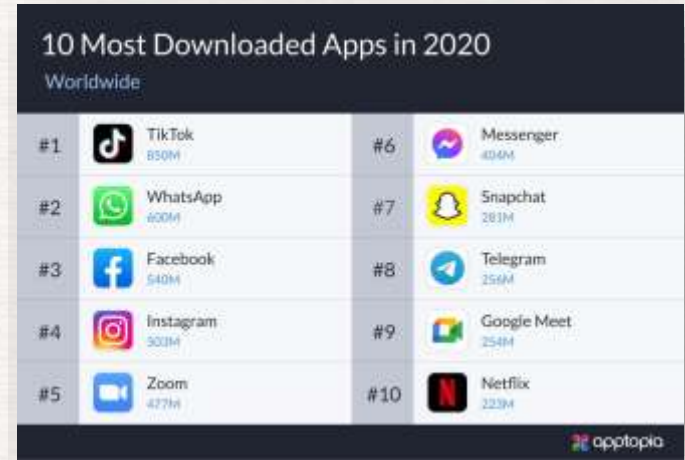 10 Most Downloaded Apps in 2020
Worldwide
#1
TikTok
850M
#2
WhatsApp
600M
#3
Facebook
540M
#4
Instagram
503M
#5
Zoom
477M
#6
Messenger
404M
#7
Snapchat
281M
#8
Telegram
256M
#9
Google Meet
254M
#10
Netflix
223M
apptopia